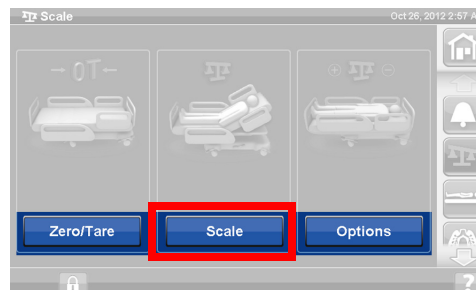 Scale
Oct 26, 2012 2:57 A
→ 0T ←
Zero/Tare
Scale
Options
?